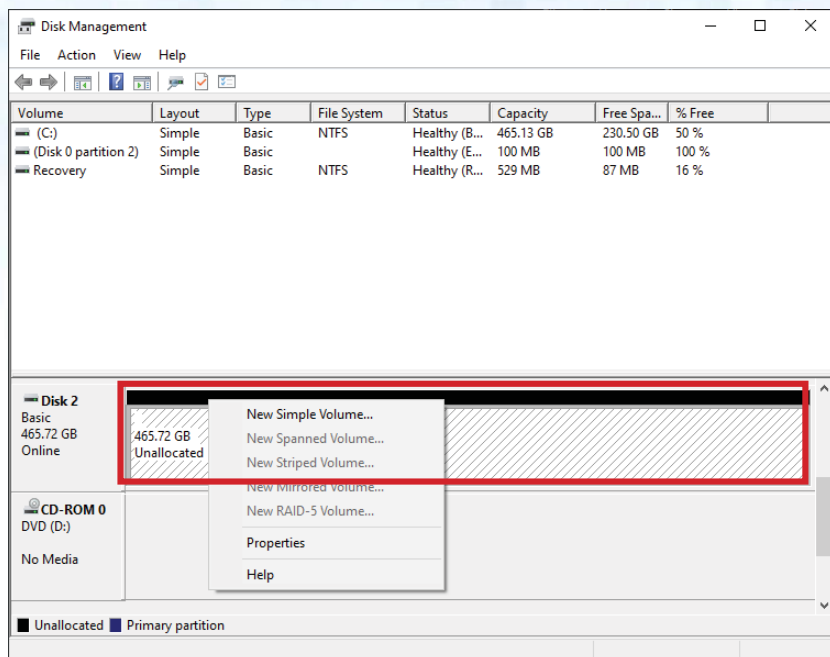 Disk Management
File Action View Help
Volume Layout Type File System Status Capacity Free Spa... % Free
(C:) Simple Basic NTFS Healthy (B... 465.13 GB 230.50 GB 50 %
(Disk 0 partition 2) Simple Basic Healthy (E... 100 MB 100 MB 100 %
Recovery Simple Basic NTFS Healthy (R... 529 MB 87 MB 16 %
Disk 2
Basic
465.72 GB
Online
465.72 GB
Unallocated
New Simple Volume...
New Spanned Volume...
New Striped Volume...
New Mirrored Volume...
New RAID-5 Volume...
Properties
Help
CD-ROM 0
DVD (D:)
No Media
Unallocated Primary partition